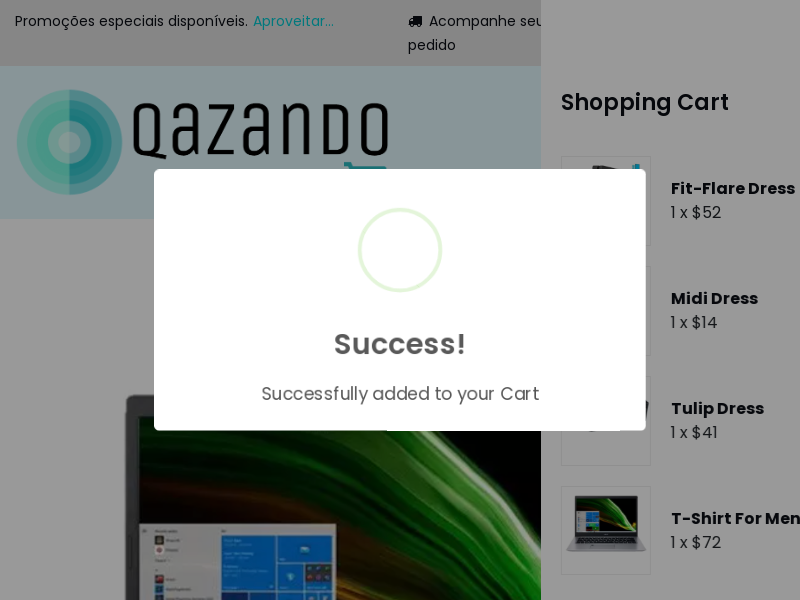 Promoções especiais disponíveis. Aproveitar...
Acompanhe seu
pedido
QAZANDO
Shopping Cart
Fit-Flare Dress
1 x $52
Midi Dress
1 x $14
Tulip Dress
1 x $41
T-Shirt For Men
1 x $72
Success!
Successfully added to your Cart